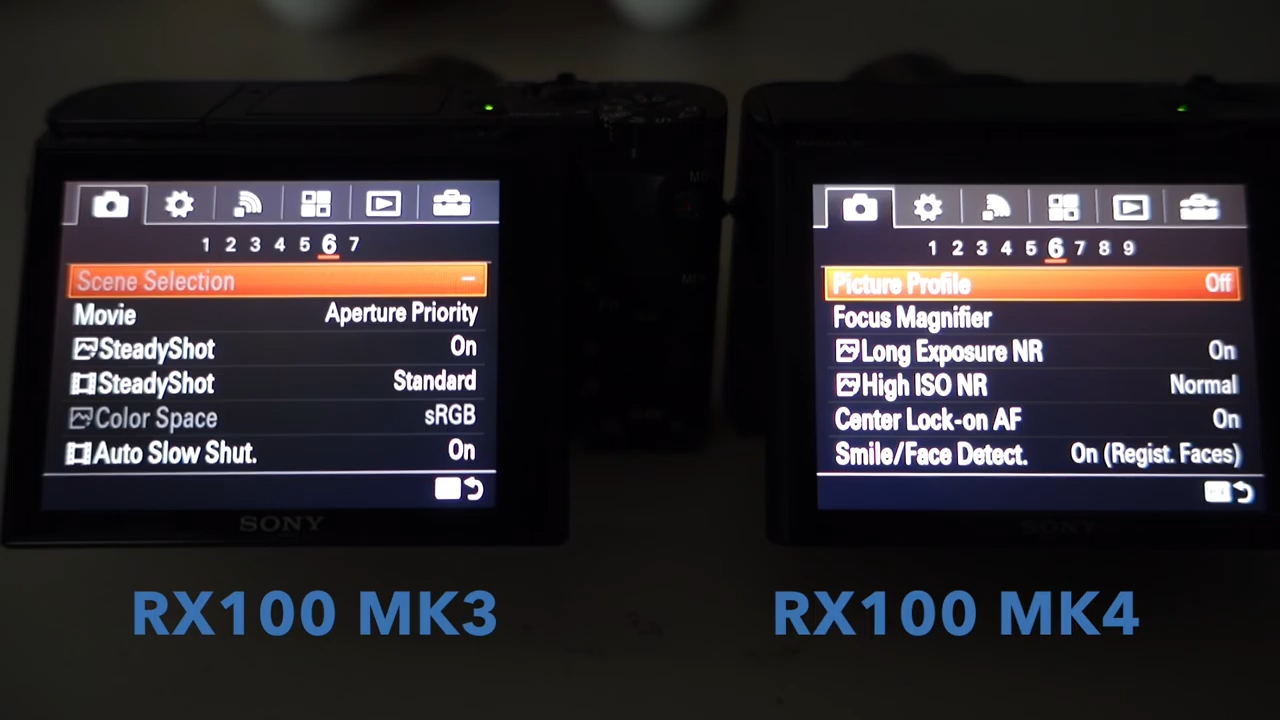 1 2 3 4 5 6 7
Scene Selection –
Movie Aperture Priority
SteadyShot On
SteadyShot Standard
Color Space sRGB
Auto Slow Shut. On
SONY
RX100 MK3
1 2 3 4 5 6 7 8 9
Picture Profile Off
Focus Magnifier
Long Exposure NR On
High ISO NR Normal
Center Lock-on AF On
Smile/Face Detect. On (Regist. Faces)
SONY
RX100 MK4